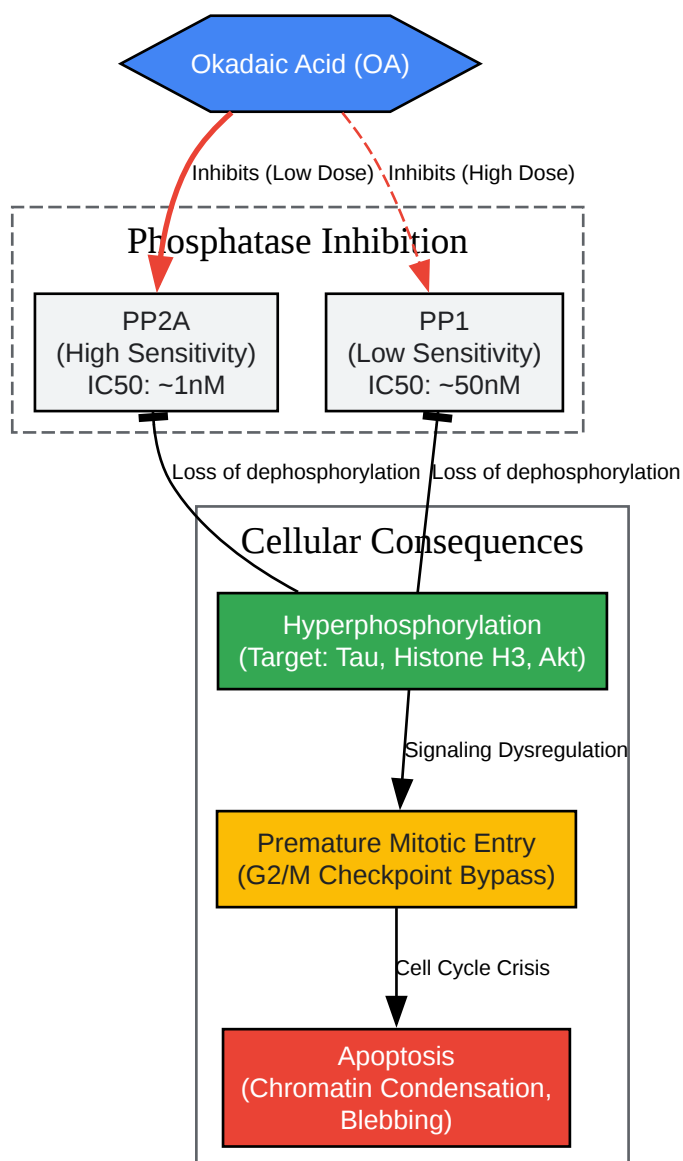 Okadaic Acid (OA)
Inhibits (Low Dose)
Inhibits (High Dose)
Phosphatase Inhibition
PP2A
(High Sensitivity)
IC50: ~1nM
PP1
(Low Sensitivity)
IC50: ~50nM
Loss of dephosphorylation
Loss of dephosphorylation
Cellular Consequences
Hyperphosphorylation
(Target: Tau, Histone H3, Akt)
Signaling Dysregulation
Premature Mitotic Entry
(G2/M Checkpoint Bypass)
Cell Cycle Crisis
Apoptosis
(Chromatin Condensation,
Blebbing)